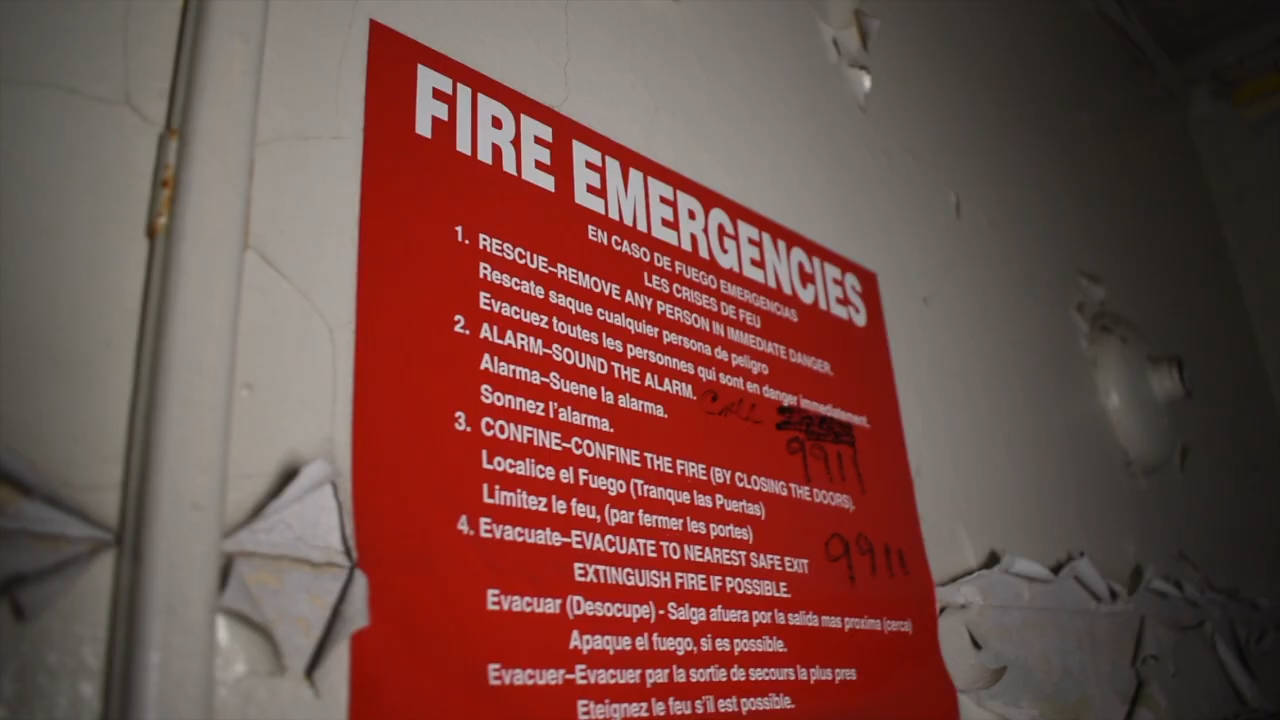 FIRE EMERGENCIES
EN CASO DE FUEGO EMERGENCIAS
LES CRISES DE FEU
1. RESCUE–REMOVE ANY PERSON IN IMMEDIATE DANGER.
Rescate saque cualquier persona de peligro
Evacuez toutes les personnes qui sont en danger immediatement.
2. ALARM–SOUND THE ALARM. CALL
Alarma–Suene la alarma. 9911
Sonnez l'alarma.
3. CONFINE–CONFINE THE FIRE (BY CLOSING THE DOORS).
Localice el Fuego (Tranque las Puertas)
Limitez le feu, (par fermer les portes)
4. Evacuate–EVACUATE TO NEAREST SAFE EXIT 9911
EXTINGUISH FIRE IF POSSIBLE.
Evacuar (Desocupe) - Salga afuera por la salida mas proxima (cerca)
Apaque el fuego, si es possible.
Evacuer–Evacuer par la sortie de secours la plus pres
Eteignez le feu s'il est possible.